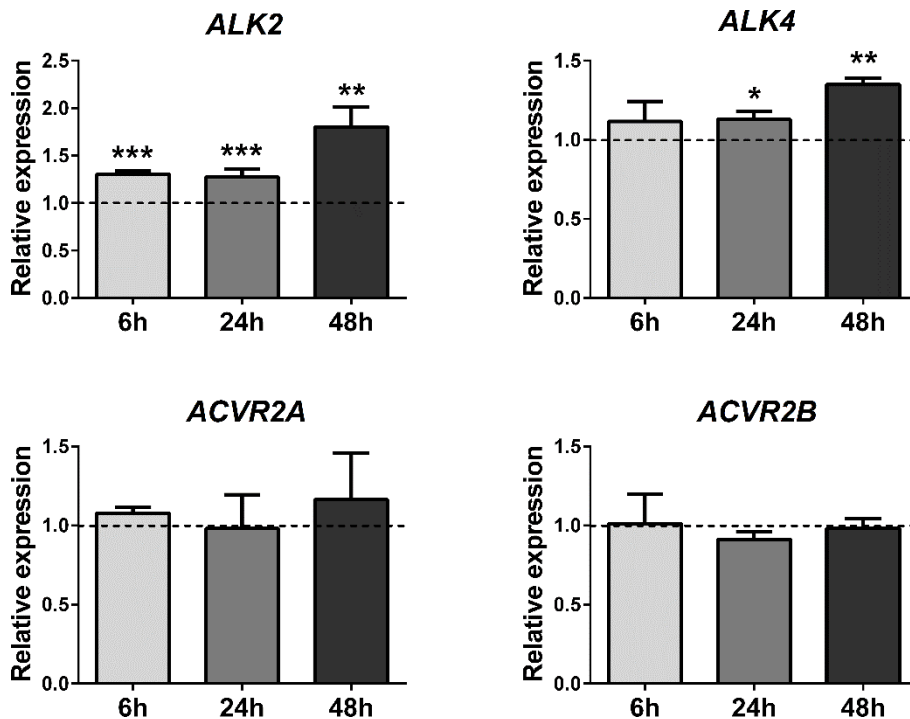 ALK2
Relative expression
2.5
2.0
1.5
1.0
0.5
0.0
***
***
**
6h 24h 48h
ALK4
Relative expression
1.5
1.0
0.5
0.0
*
**
6h 24h 48h
ACVR2A
Relative expression
1.5
1.0
0.5
0.0
6h 24h 48h
ACVR2B
Relative expression
1.5
1.0
0.5
0.0
6h 24h 48h